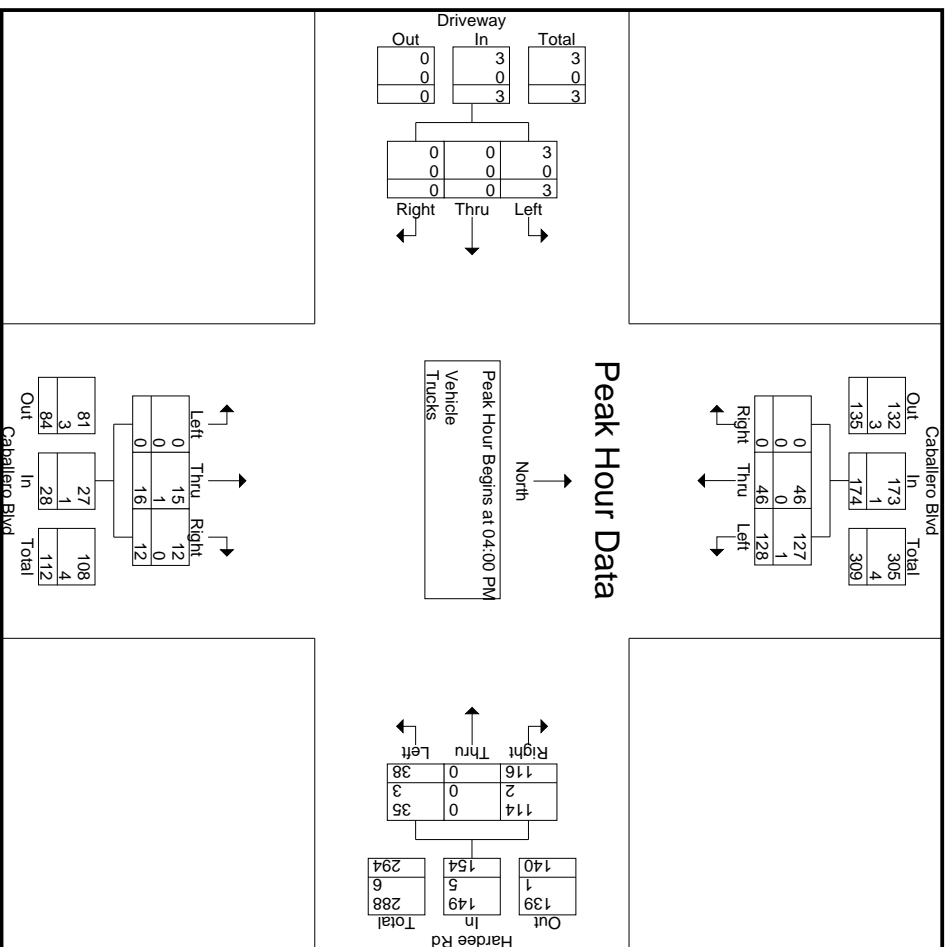 Driveway
Out In Total
0 3 3
0 0 0
0 3 3
0 0 3
0 0 0
0 0 3
Right Thru Left
Peak Hour Data
North
Peak Hour Begins at 04:00 PM
Vehicle
Trucks
Caballero Blvd
Out In Total
132 173 305
3 1 4
135 174 309
0 46 127
0 0 1
0 46 128
Right Thru Left
Left Thru Right
0 15 12
0 1 0
0 16 12
81 27 108
3 1 4
84 28 112
Out In Total
Caballero Blvd
Left Thru Right
38 0 116
3 0 2
35 0 114
294 154 140
6 5 1
288 149 139
Total In Out
Hardee Rd